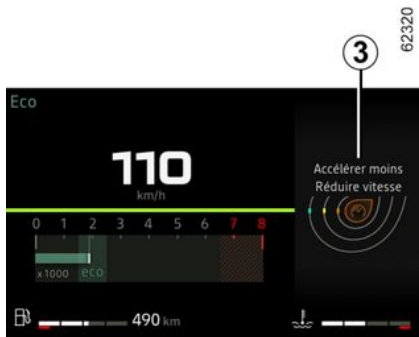 62320
3
Eco
110
km/h
Accélérer moins
Réduire vitesse
0 1 2 3 4 5 6 7 8
x 1000 eco
490 km